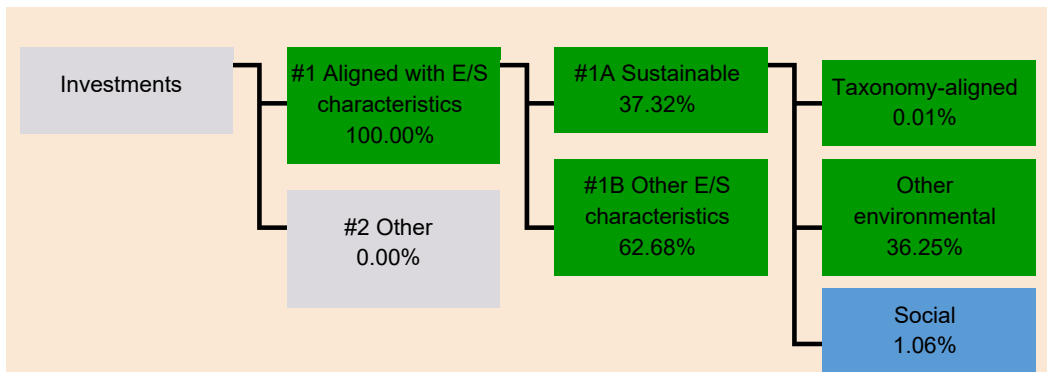 Investments
#1 Aligned with E/S
characteristics
100.00%
#2 Other
0.00%
#1A Sustainable
37.32%
#1B Other E/S
characteristics
62.68%
Taxonomy-aligned
0.01%
Other
environmental
36.25%
Social
1.06%